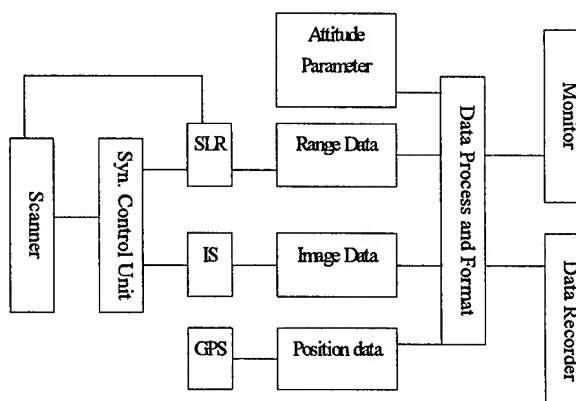 Attitude
Parameter
Monitor
SLR
Range Data
Data Process and Format
Scanner
Syn. Control Unit
IS
Image Data
GPS
Position data
Data Recorder